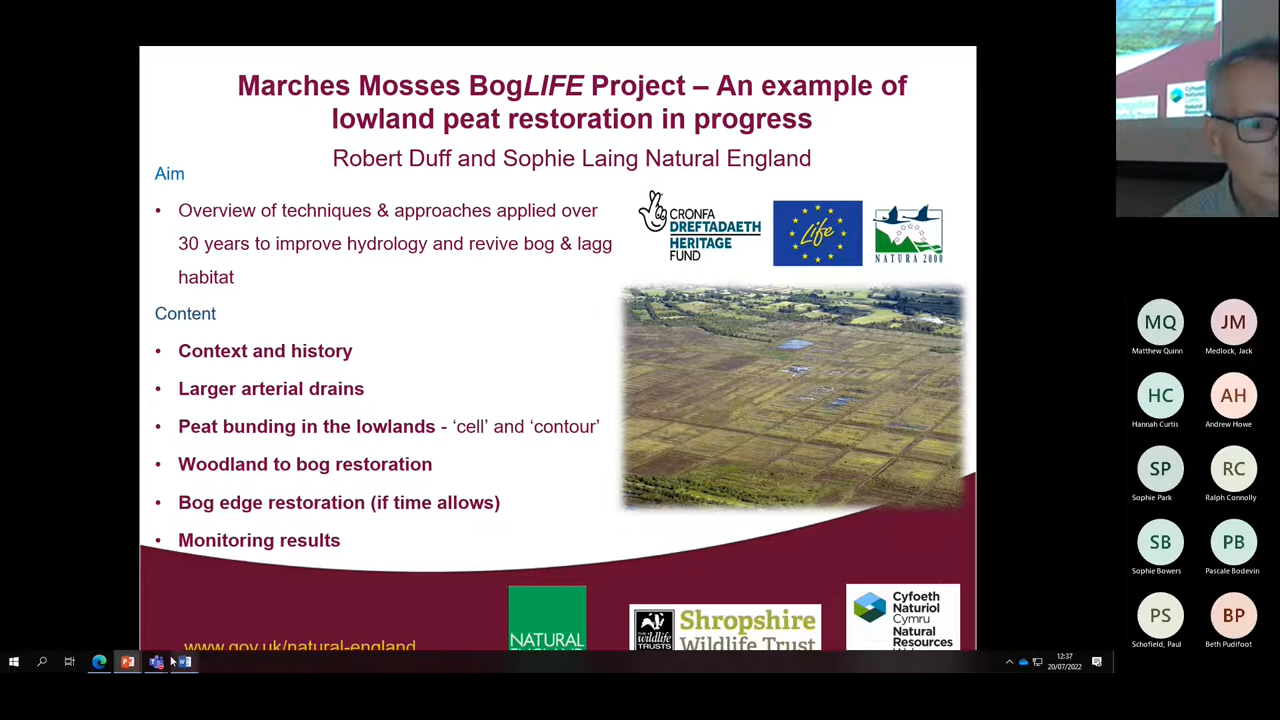 Marches Mosses BogLIFE Project – An example of
lowland peat restoration in progress
Robert Duff and Sophie Laing Natural England
Aim
• Overview of techniques & approaches applied over
30 years to improve hydrology and revive bog & lagg
habitat
Content
• Context and history
• Larger arterial drains
• Peat bunding in the lowlands - ‘cell’ and ‘contour’
• Woodland to bog restoration
• Bog edge restoration (if time allows)
• Monitoring results
CRONFA
DREFTADAETH
HERITAGE
FUND
Life
NATURA 2000
www.gov.uk/natural-england
NATURAL
THE
wildlife
TRUSTS
Shropshire
Wildlife Trust
Cyfoeth
Naturiol
Cymru
Natural
Resources
12:37
20/07/2022
Shropshire
Cyfoeth
Naturiol
Cymru
Natural
MQ
Matthew Quinn
JM
Medlock, Jack
HC
Hannah Curtis
AH
Andrew Howe
SP
Sophie Park
RC
Ralph Connolly
SB
Sophie Bowers
PB
Pascale Bodevin
PS
Schofield, Paul
BP
Beth Pudifoot